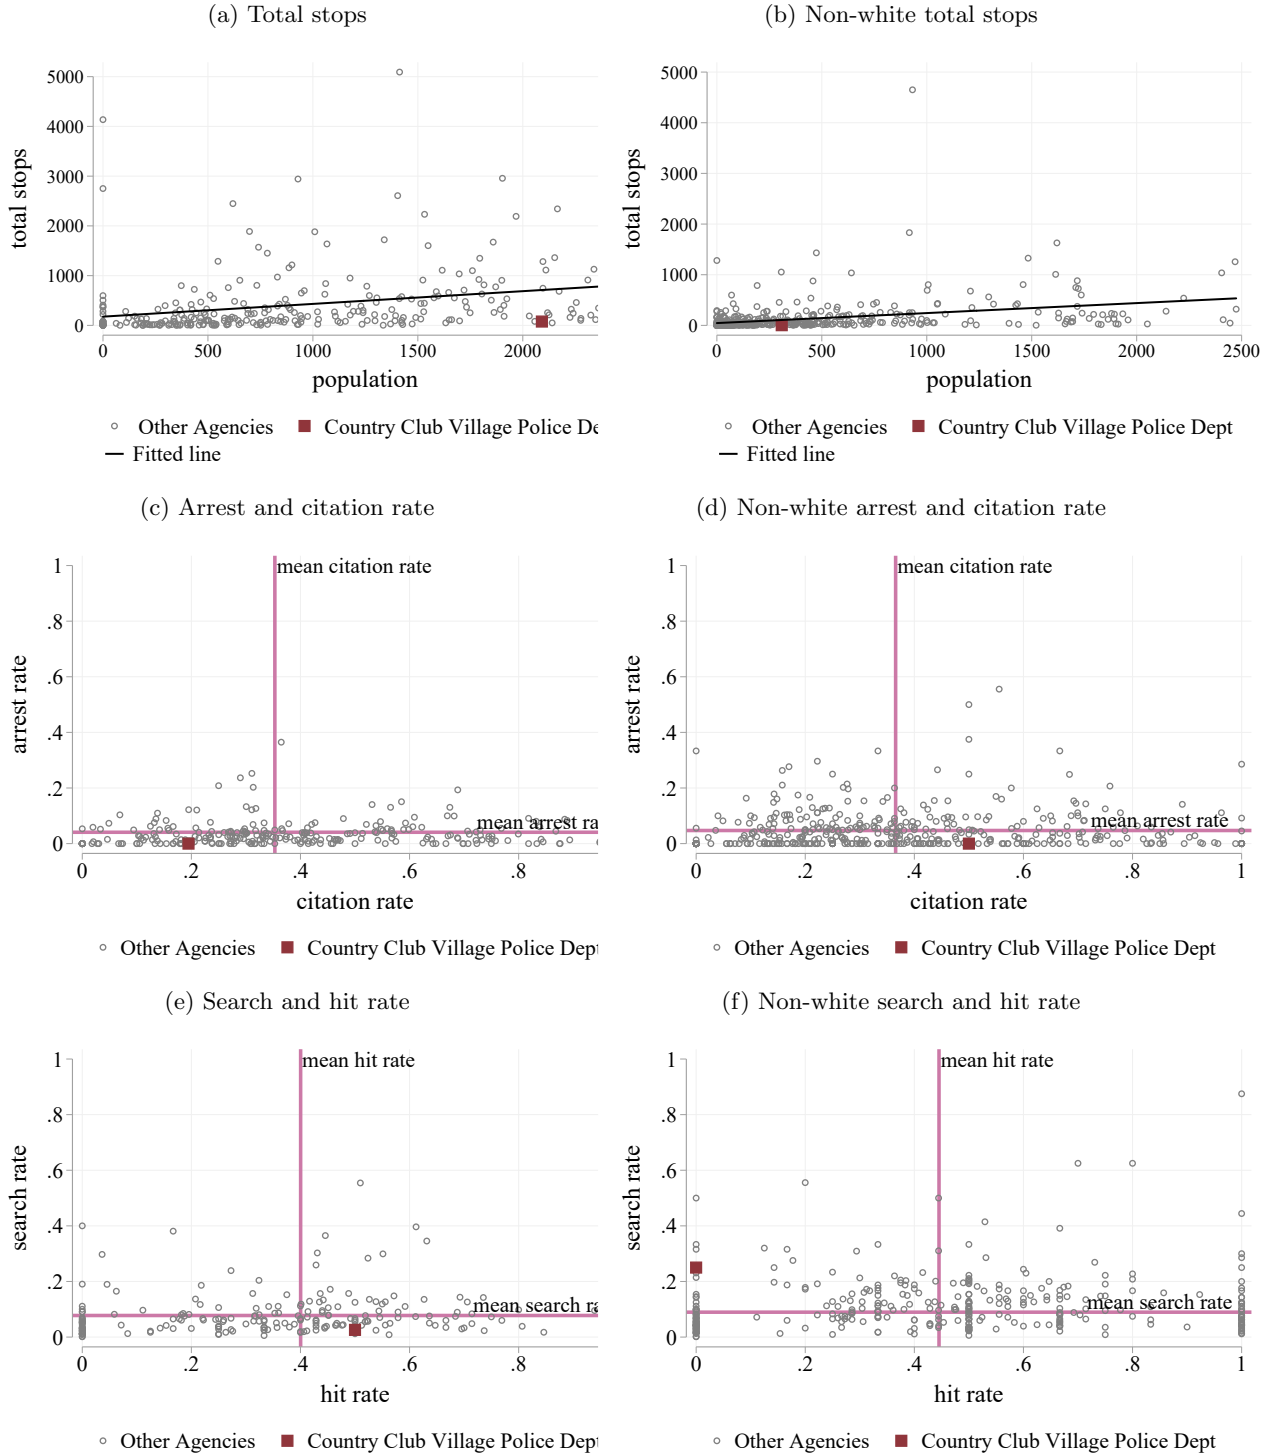 (a) Total stops
5000
4000
3000
2000
1000
0
total stops
0 500 1000 1500 2000
population
Other Agencies Country Club Village Police De
Fitted line
(b) Non-white total stops
5000
4000
3000
2000
1000
0
total stops
0 500 1000 1500 2000 2500
population
Other Agencies Country Club Village Police Dept
Fitted line
(c) Arrest and citation rate
1
.8
.6
.4
.2
0
arrest rate
mean citation rate
mean arrest ra
0 .2 .4 .6 .8
citation rate
Other Agencies Country Club Village Police Dept
(d) Non-white arrest and citation rate
1
.8
.6
.4
.2
0
arrest rate
mean citation rate
mean arrest rate
0 .2 .4 .6 .8 1
citation rate
Other Agencies Country Club Village Police Dept
(e) Search and hit rate
1
.8
.6
.4
.2
0
search rate
mean hit rate
mean search ra
0 .2 .4 .6 .8
hit rate
Other Agencies Country Club Village Police Dept
(f) Non-white search and hit rate
1
.8
.6
.4
.2
0
search rate
mean hit rate
mean search rate
0 .2 .4 .6 .8 1
hit rate
Other Agencies Country Club Village Police Dept